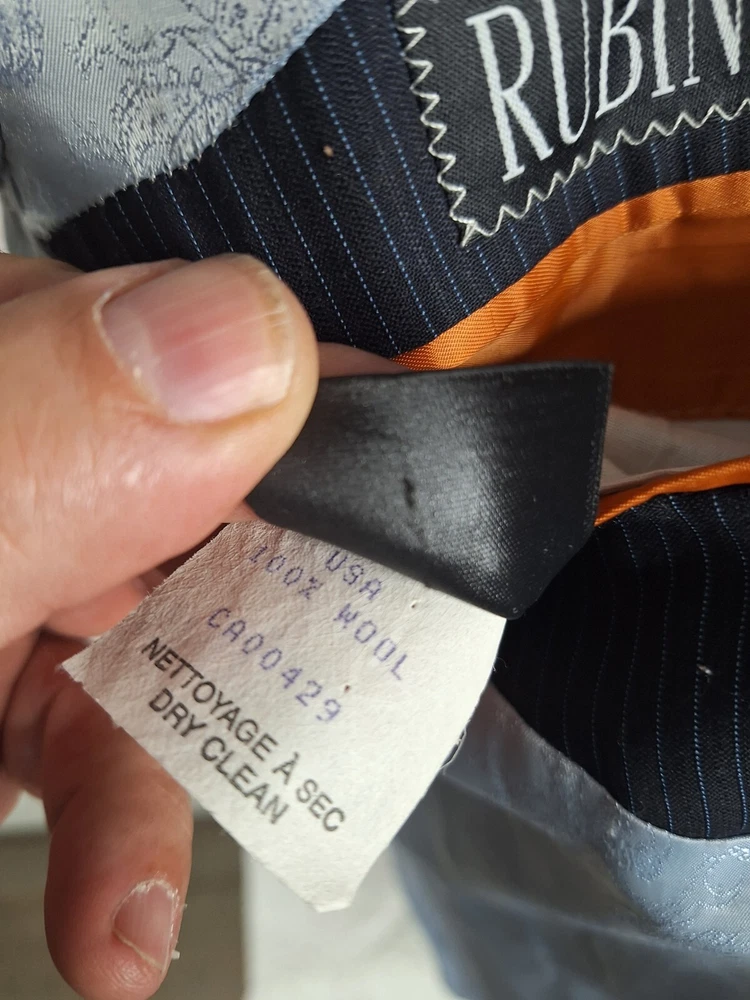 RUBIN
USA
100% WOOL
CA00429
NETTOYAGE À SEC
DRY CLEAN